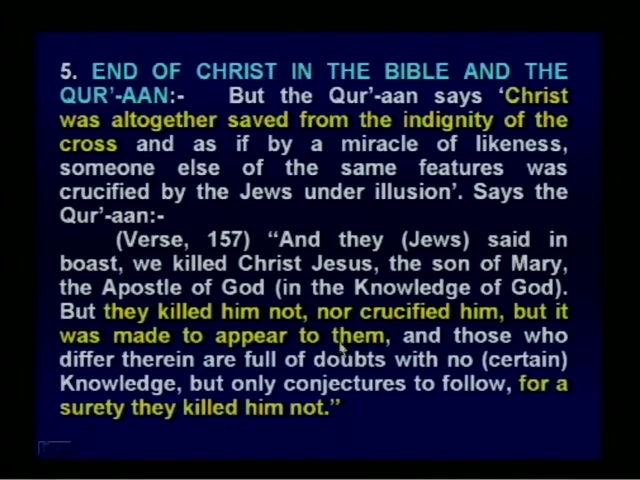 5. END OF CHRIST IN THE BIBLE AND THE
QUR'-AAN:- But the Qur'-aan says 'Christ
was altogether saved from the indignity of the
cross and as if by a miracle of likeness,
someone else of the same features was
crucified by the Jews under illusion'. Says the
Qur'-aan:-
(Verse, 157) "And they (Jews) said in
boast, we killed Christ Jesus, the son of Mary,
the Apostle of God (in the Knowledge of God).
But they killed him not, nor crucified him, but it
was made to appear to them, and those who
differ therein are full of doubts with no (certain)
Knowledge, but only conjectures to follow, for a
surety they killed him not."